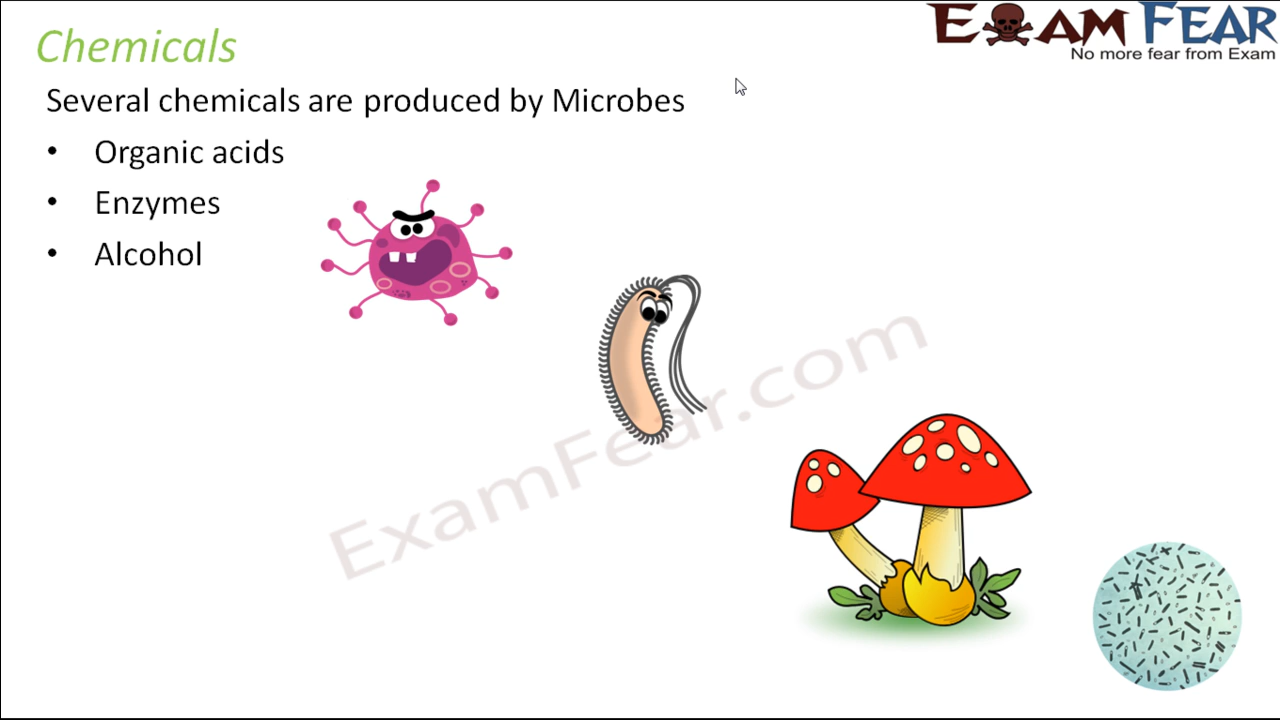 Chemicals
EXAM FEAR
No more fear from Exam
Several chemicals are produced by Microbes
• Organic acids
• Enzymes
• Alcohol
ExamFear.com